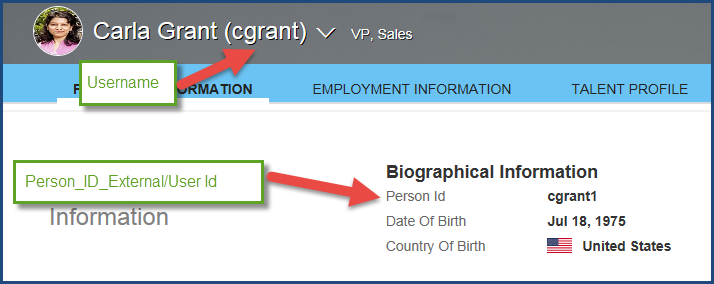 Carla Grant (cgrant)
VP, Sales
Username
ORMATION
EMPLOYMENT INFORMATION
TALENT PROFILE
Person_ID_External/User Id
Information
Biographical Information
Person Id cgrant1
Date Of Birth Jul 18, 1975
Country Of Birth United States